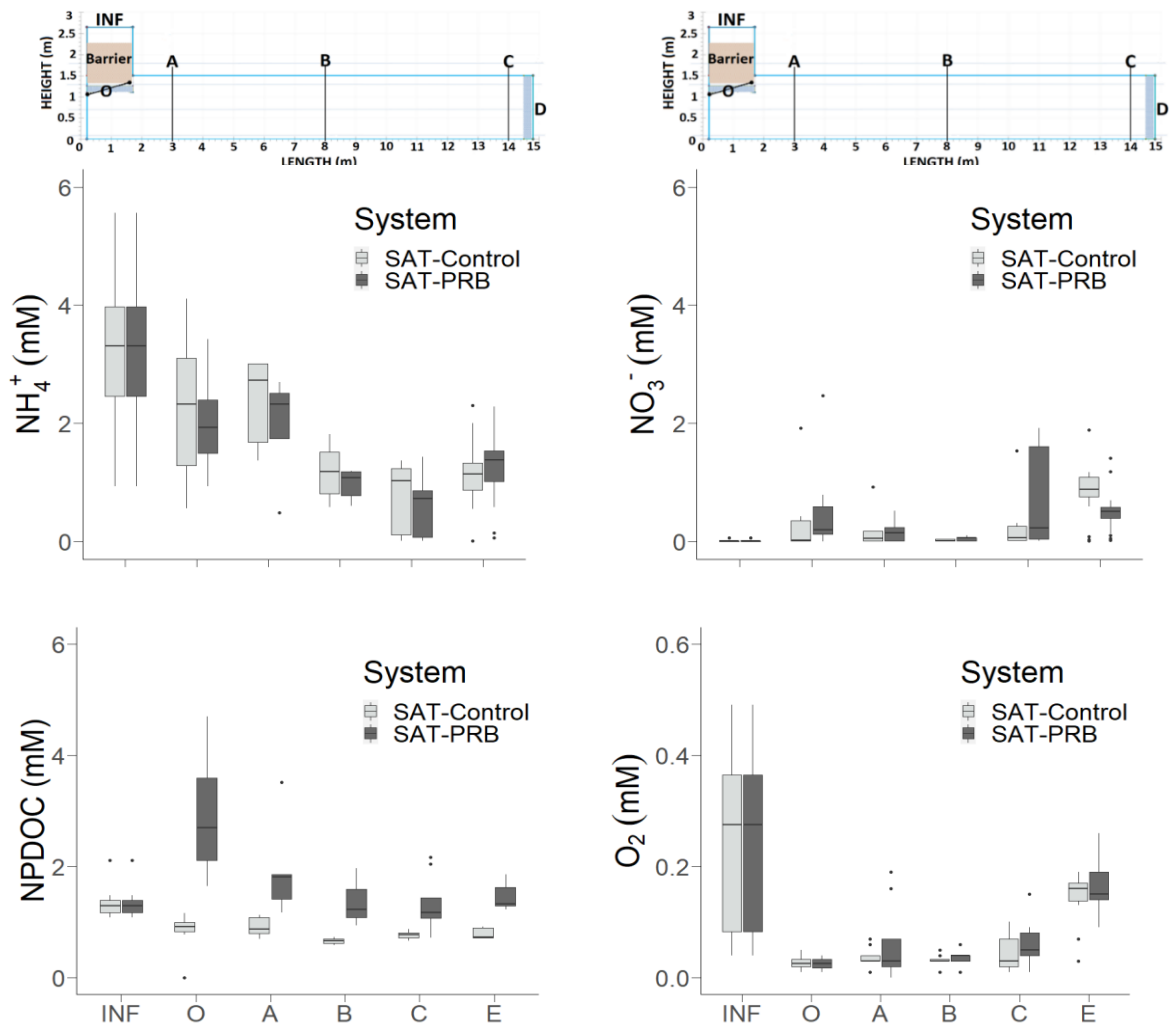 3
2.5
2
1.5
1
0.5
0
HEIGHT (m)
INF
Barrier
O
A
B
C
D
0 1 2 3 4 5 6 7 8 9 10 11 12 13 14 15
LENGTH (m)
3
2.5
2
1.5
1
0.5
0
HEIGHT (m)
INF
Barrier
O
A
B
C
D
0 1 2 3 4 5 6 7 8 9 10 11 12 13 14 15
LENGTH (m)
6
4
2
0
NH₄⁺ (mM)
System
SAT-Control
SAT-PRB
6
4
2
0
NO₃⁻ (mM)
System
SAT-Control
SAT-PRB
6
4
2
0
NPDOC (mM)
System
SAT-Control
SAT-PRB
INF O A B C E
0.6
0.4
0.2
0.0
O₂ (mM)
System
SAT-Control
SAT-PRB
INF O A B C E